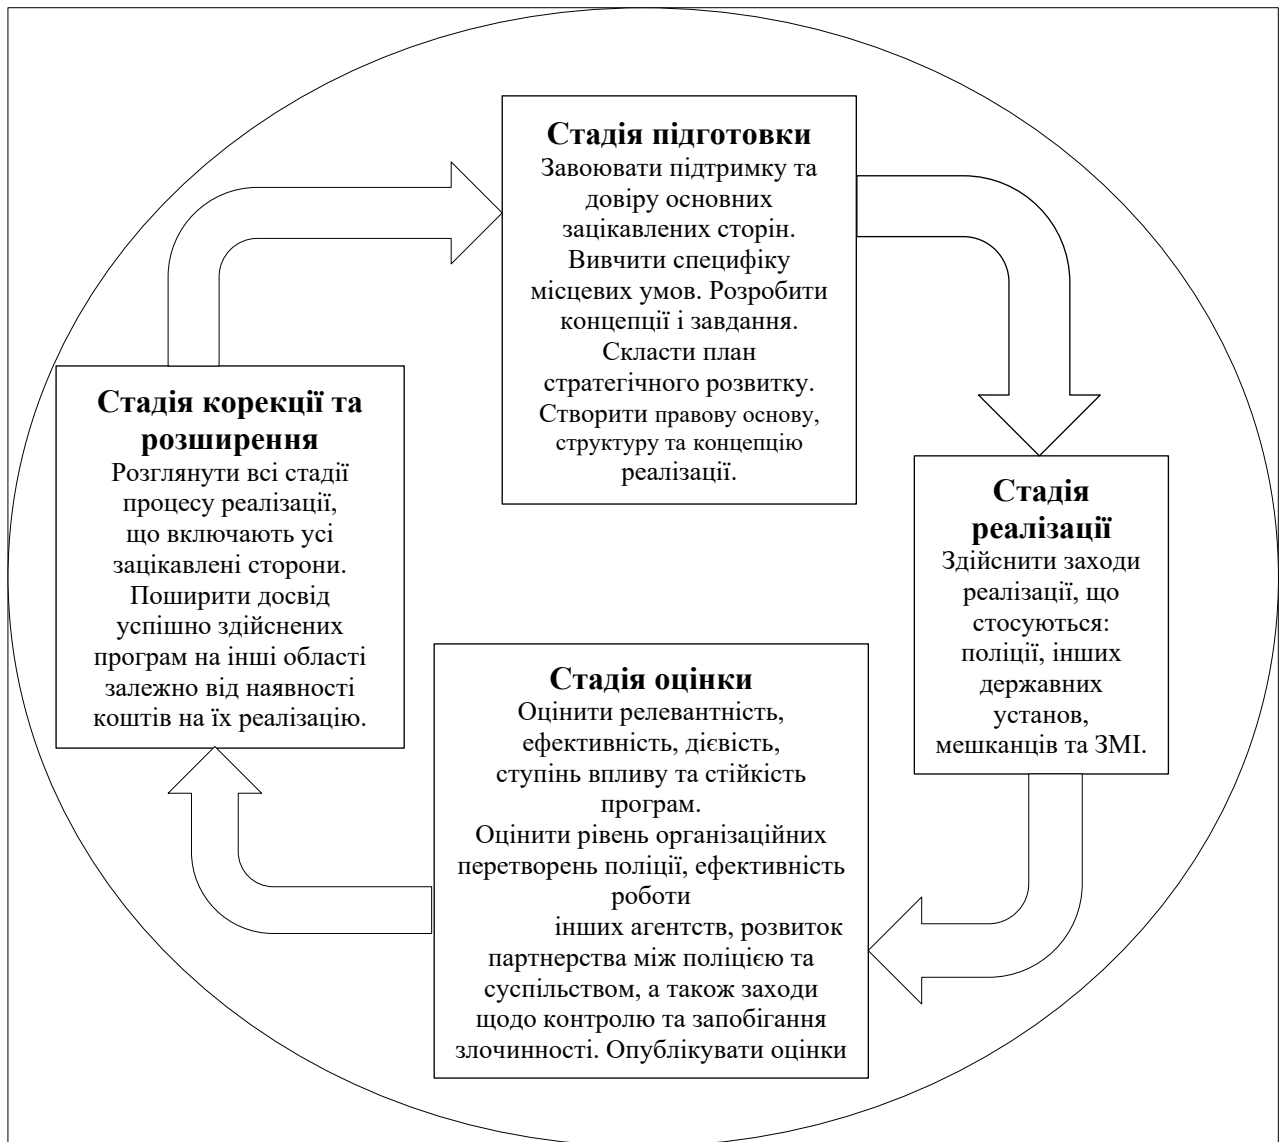 Стадія підготовки
Завоювати підтримку та
довіру основних
зацікавлених сторін.
Вивчити специфіку
місцевих умов. Розробити
концепції і завдання.
Скласти план
стратегічного розвитку.
Створити правову основу,
структуру та концепцію
реалізації.
Стадія
реалізації
Здійснити заходи
реалізації, що
стосуються:
поліції, інших
державних
установ,
мешканців та ЗМІ.
Стадія оцінки
Оцінити релевантність,
ефективність, дієвість,
ступінь впливу та стійкість
програм.
Оцінити рівень організаційних
перетворень поліції, ефективність
роботи
інших агентств, розвиток
партнерства між поліцією та
суспільством, а також заходи
щодо контролю та запобігання
злочинності. Опублікувати оцінки
Стадія корекції та
розширення
Розглянути всі стадії
процесу реалізації,
що включають усі
зацікавлені сторони.
Поширити досвід
успішно здійснених
програм на інші області
залежно від наявності
коштів на їх реалізацію.